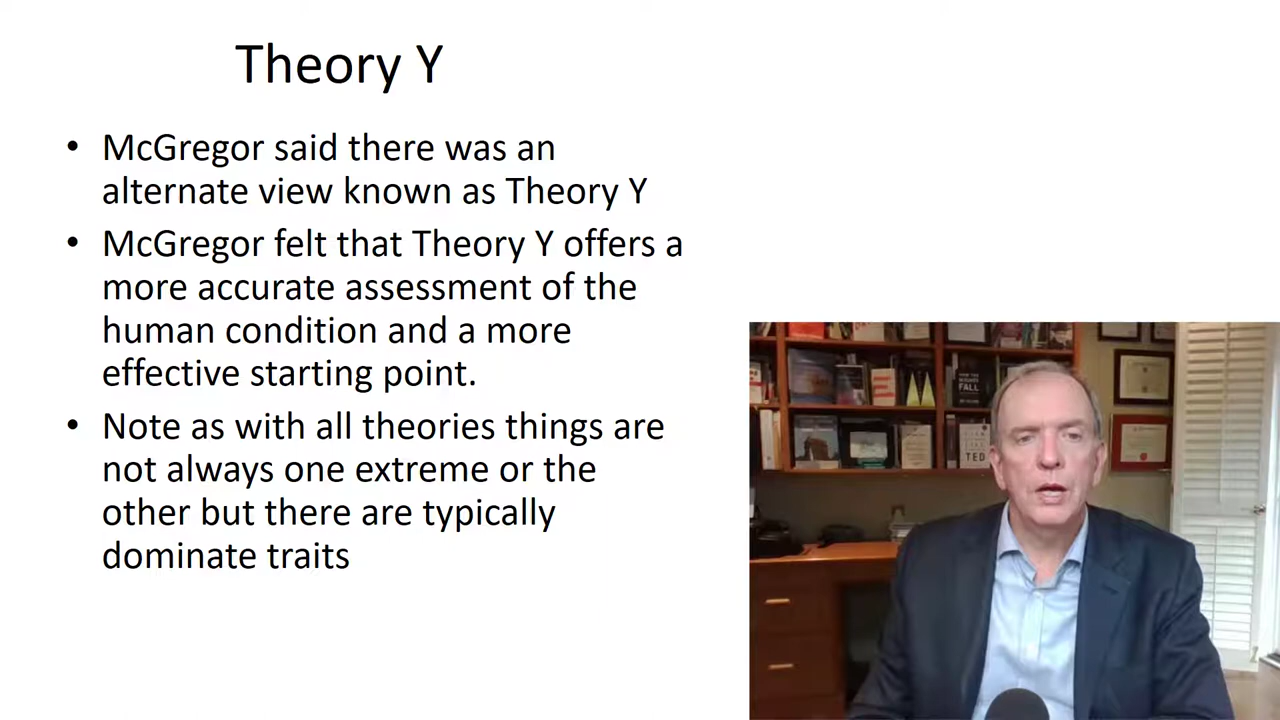 Theory Y
• McGregor said there was an
alternate view known as Theory Y
• McGregor felt that Theory Y offers a
more accurate assessment of the
human condition and a more
effective starting point.
• Note as with all theories things are
not always one extreme or the
other but there are typically
dominate traits
FALL
TED